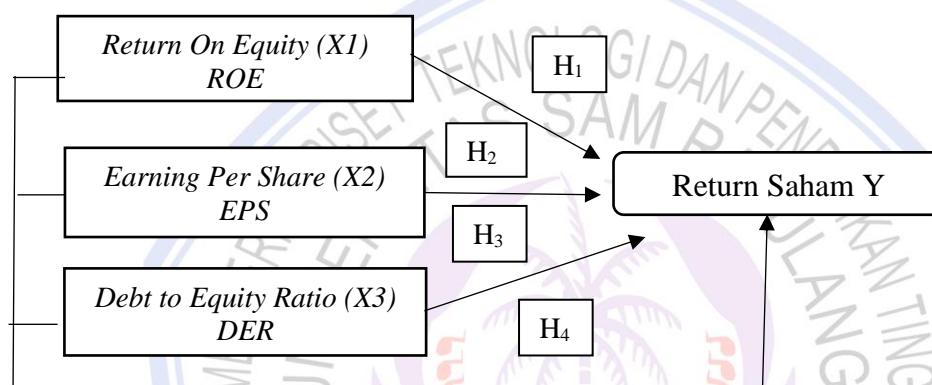 Return On Equity (X1)
ROE
H1
Earning Per Share (X2)
EPS
H2
Return Saham Y
H3
Debt to Equity Ratio (X3)
DER
H4